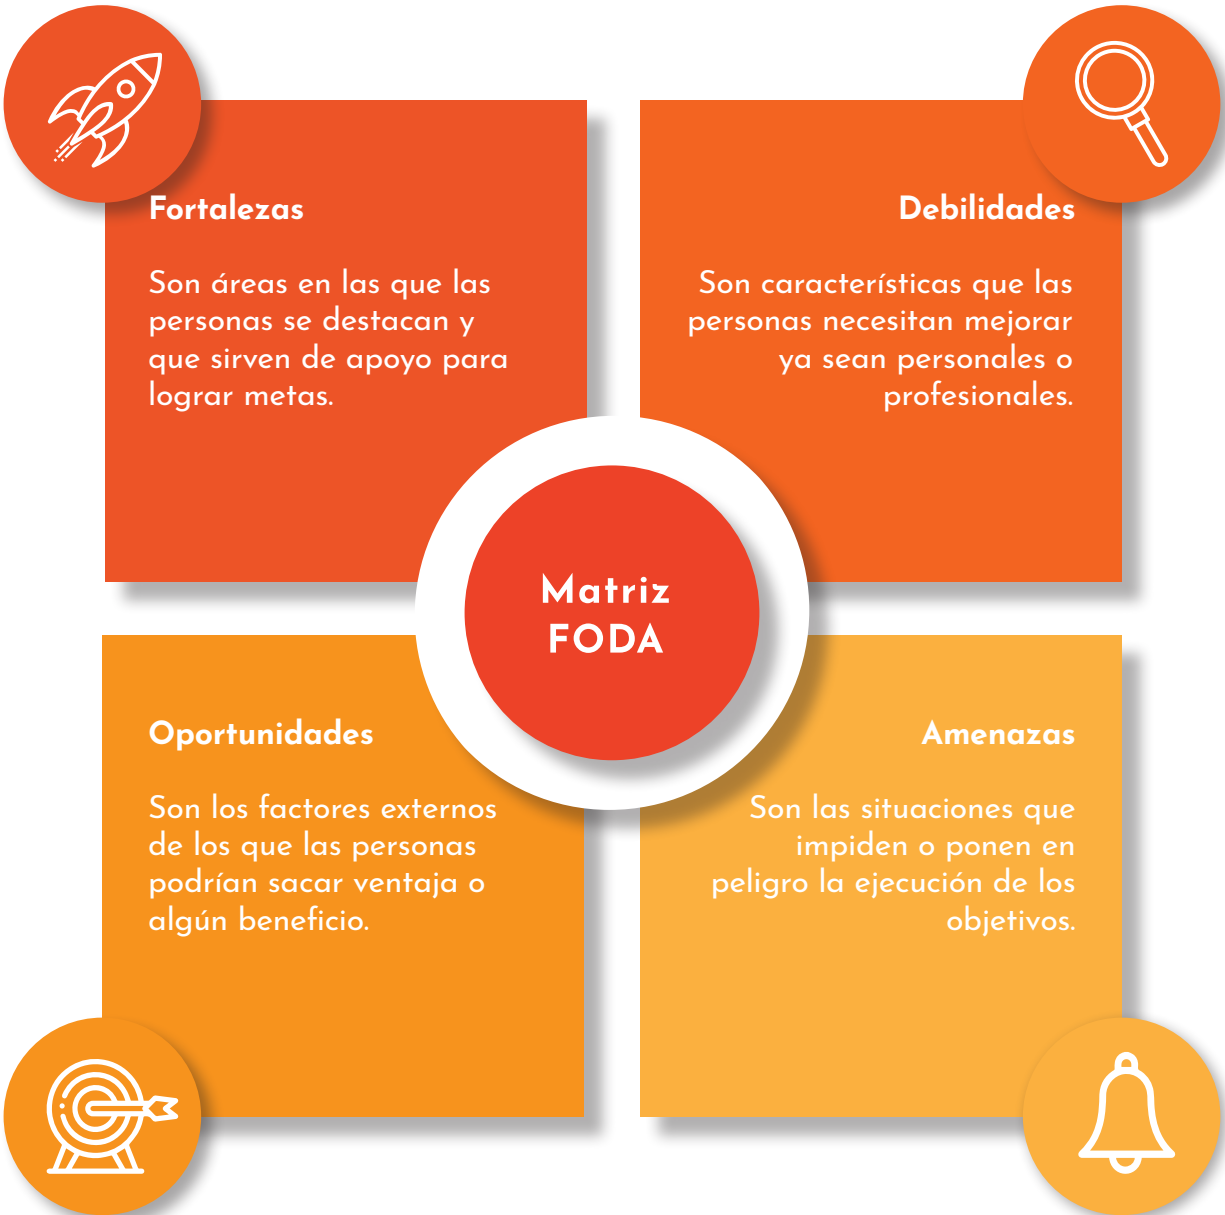 Fortalezas
Son áreas en las que las
personas se destacan y
que sirven de apoyo para
lograr metas.
Debilidades
Son características que las
personas necesitan mejorar
ya sean personales o
profesionales.
Matriz
FODA
Oportunidades
Son los factores externos
de los que las personas
podrían sacar ventaja o
algún beneficio.
Amenazas
Son las situaciones que
impiden o ponen en
peligro la ejecución de los
objetivos.